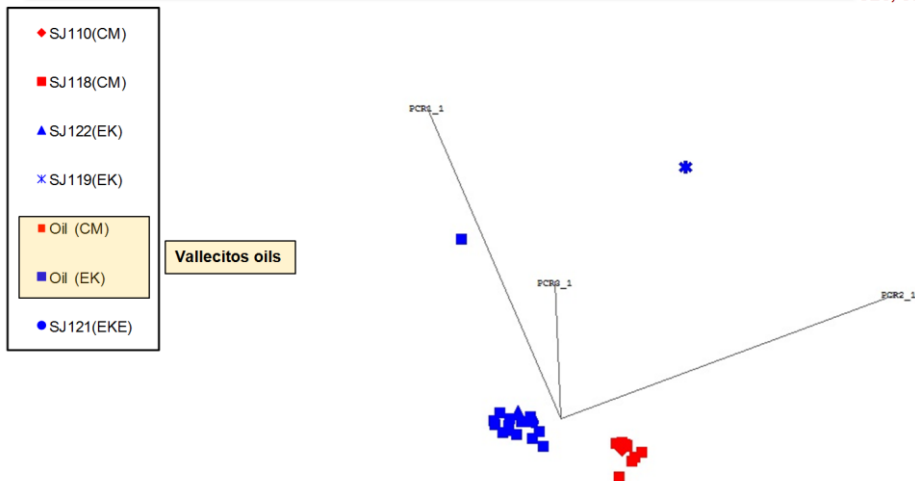 SJ110(CM)
SJ118(CM)
SJ122(EK)
SJ119(EK)
Oil (CM)
Oil (EK)
SJ121(EKE)
Vallecitos oils
PCR1_1
PCR3_1
PCR2_1